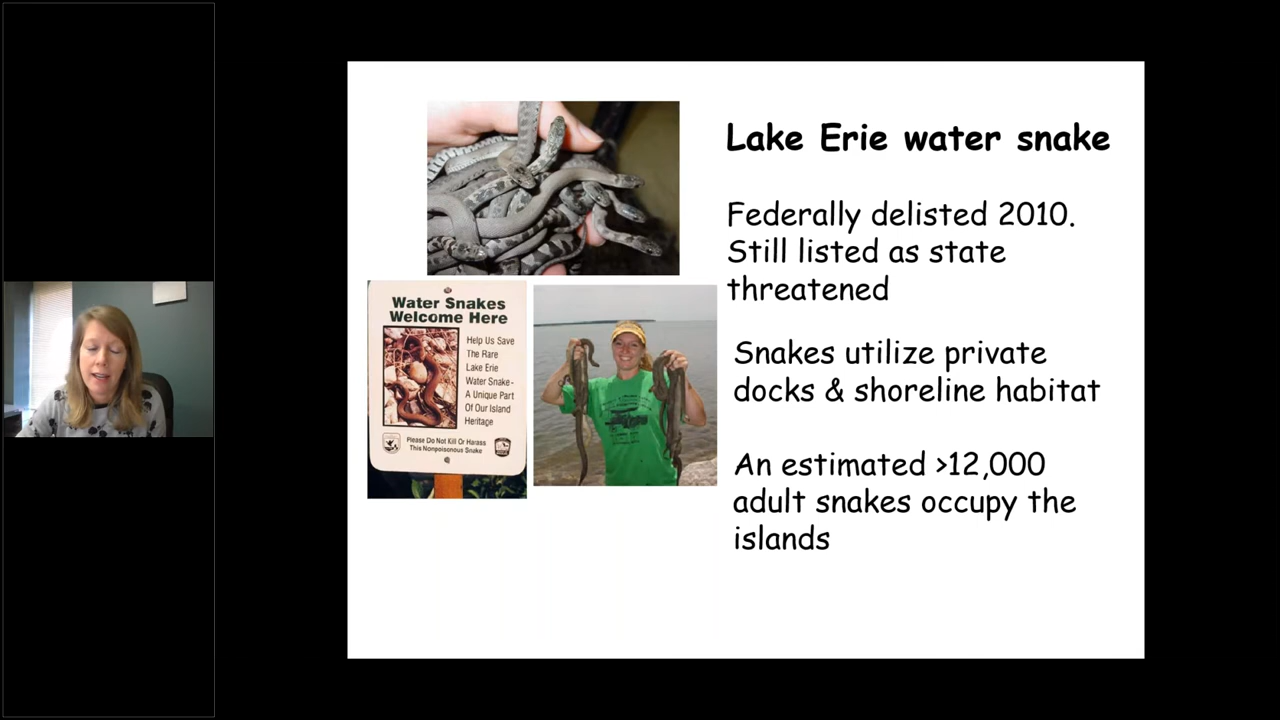 Lake Erie water snake
Federally delisted 2010.
Still listed as state
threatened
Snakes utilize private
docks & shoreline habitat
An estimated >12,000
adult snakes occupy the
islands
Water Snakes
Welcome Here
Help Us Save
The Rare
Lake Erie
Water Snake-
A Unique Part
Of Our Island
Heritage
Please Do Not Kill Or Harass
This Nonpoisonous Snake